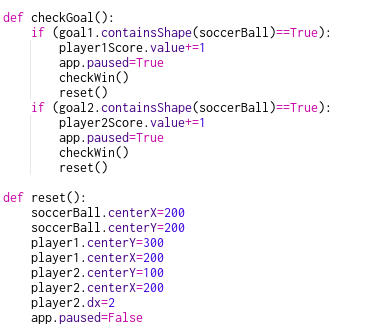 def checkGoal():
    if (goal1.containsShape(soccerBall)==True):
        player1Score.value+=1
        app.paused=True
        checkWin()
        reset()
    if (goal2.containsShape(soccerBall)==True):
        player2Score.value+=1
        app.paused=True
        checkWin()
        reset()

def reset():
    soccerBall.centerX=200
    soccerBall.centerY=200
    player1.centerY=300
    player1.centerX=200
    player2.centerY=100
    player2.centerX=200
    player2.dx=2
    app.paused=False